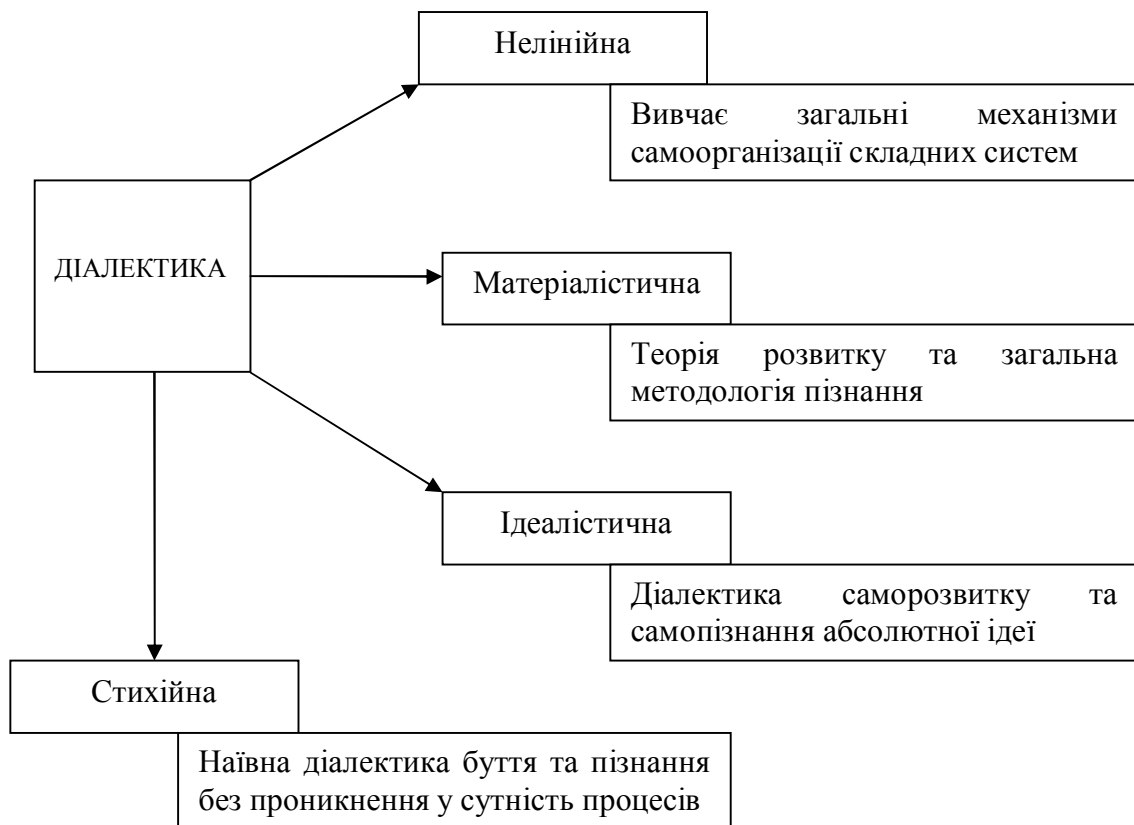 Нелінійна
Вивчає загальні механізми
самоорганізації складних систем
ДІАЛЕКТИКА
Матеріалістична
Теорія розвитку та загальна
методологія пізнання
Ідеалістична
Діалектика саморозвитку та
самопізнання абсолютної ідеї
Стихійна
Наївна діалектика буття та пізнання
без проникнення у сутність процесів